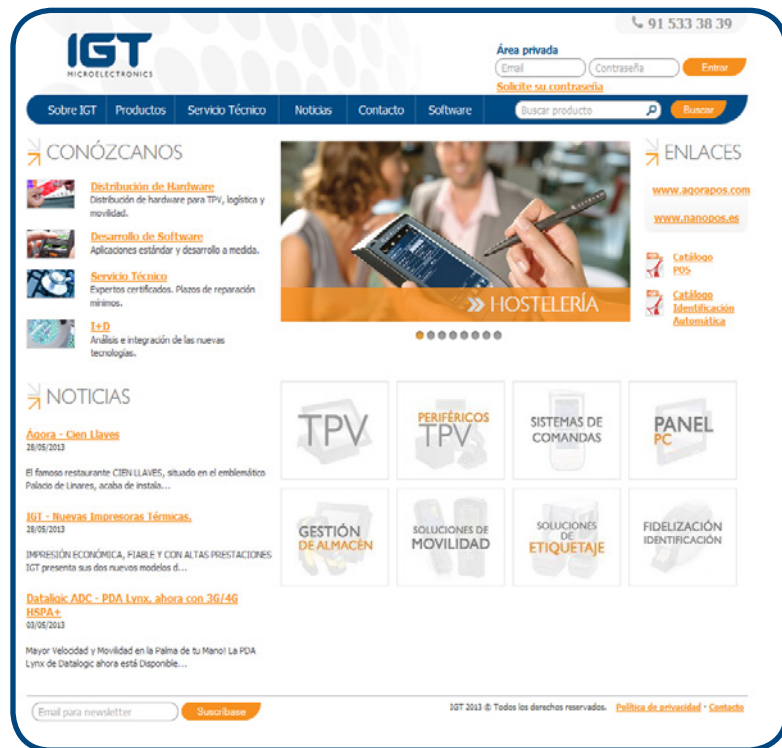 91 533 38 39
IGT
MICROELECTRONICS
Área privada
Email
Contraseña
Entrar
Solicite su contraseña
Sobre IGT
Productos
Servicio Técnico
Noticias
Contacto
Software
Buscar producto
Buscar
CONÓZCANOS
Distribución de Hardware
Distribución de hardware para TPV, logística y
movilidad.
Desarrollo de Software
Aplicaciones estándar y desarrollo a medida.
Servicio Técnico
Expertos certificados. Plazos de reparación
mínimos.
I+D
Análisis e integración de las nuevas
tecnologías.
HOSTELERÍA
ENLACES
www.agorapos.com
www.nanopos.es
Catálogo
POS
Catálogo
Identificación
Automática
NOTICIAS
Ágora - Cien Llaves
28/05/2013
El famoso restaurante CIEN LLAVES, situado en el emblemático
Palacio de Linares, acaba de instala...
IGT - Nuevas Impresoras Térmicas.
28/05/2013
IMPRESIÓN ECONÓMICA, FIABLE Y CON ALTAS PRESTACIONES
IGT presenta sus dos nuevos modelos d...
Datalogic ADC - PDA Lynx, ahora con 3G/4G
HSPA+
03/05/2013
Mayor Velocidad y Movilidad en la Palma de tu Mano! La PDA
Lynx de Datalogic ahora está Disponible...
TPV
PERIFÉRICOS
TPV
SISTEMAS DE
COMANDAS
PANEL
PC
GESTIÓN
DE ALMACÉN
SOLUCIONES DE
MOVILIDAD
SOLUCIONES
DE
ETIQUETAJE
FIDELIZACIÓN
IDENTIFICACIÓN
Email para newsletter
Suscríbase
IGT 2013 © Todos los derechos reservados. Política de privacidad · Contacto